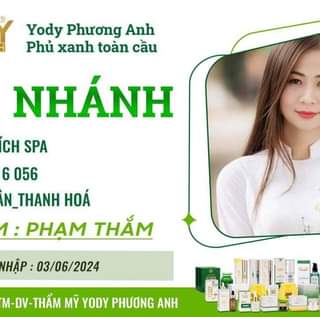 Yody Phương Anh
Phủ xanh toàn cầu
NHÁNH
ÍCH SPA
6 056
ÂN_THANH HOÁ
M : PHẠM THẮM
NHẬP : 03/06/2024
TM-DV-THẨM MỸ YODY PHƯƠNG ANH